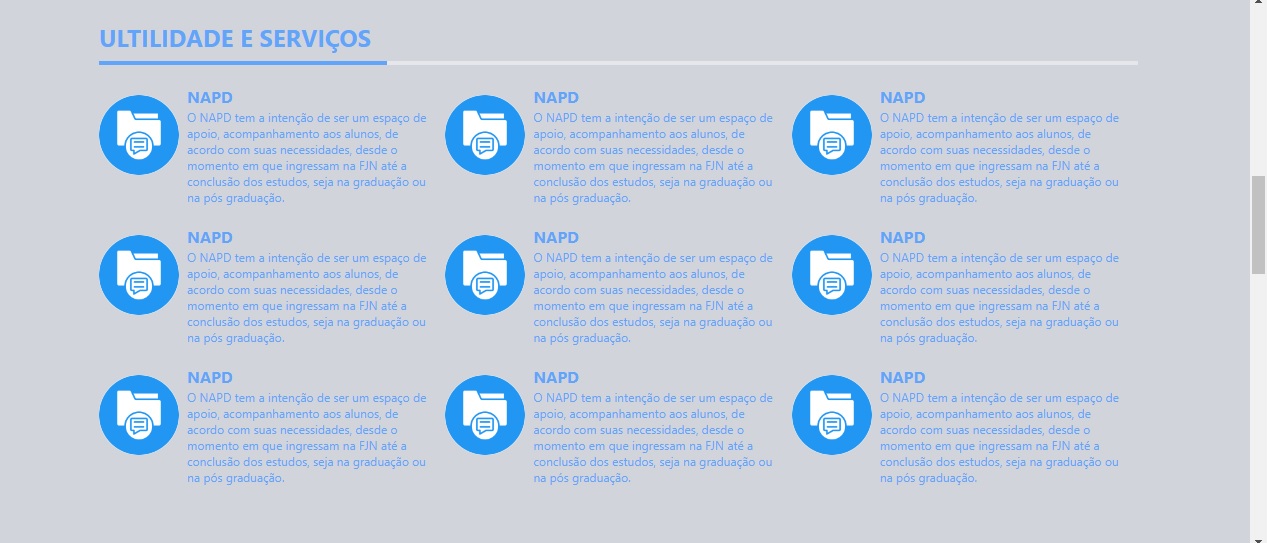 ULTILIDADE E SERVIÇOS
NAPD
O NAPD tem a intenção de ser um espaço de
apoio, acompanhamento aos alunos, de
acordo com suas necessidades, desde o
momento em que ingressam na FJN até a
conclusão dos estudos, seja na graduação ou
na pós graduação.
NAPD
O NAPD tem a intenção de ser um espaço de
apoio, acompanhamento aos alunos, de
acordo com suas necessidades, desde o
momento em que ingressam na FJN até a
conclusão dos estudos, seja na graduação ou
na pós graduação.
NAPD
O NAPD tem a intenção de ser um espaço de
apoio, acompanhamento aos alunos, de
acordo com suas necessidades, desde o
momento em que ingressam na FJN até a
conclusão dos estudos, seja na graduação ou
na pós graduação.
NAPD
O NAPD tem a intenção de ser um espaço de
apoio, acompanhamento aos alunos, de
acordo com suas necessidades, desde o
momento em que ingressam na FJN até a
conclusão dos estudos, seja na graduação ou
na pós graduação.
NAPD
O NAPD tem a intenção de ser um espaço de
apoio, acompanhamento aos alunos, de
acordo com suas necessidades, desde o
momento em que ingressam na FJN até a
conclusão dos estudos, seja na graduação ou
na pós graduação.
NAPD
O NAPD tem a intenção de ser um espaço de
apoio, acompanhamento aos alunos, de
acordo com suas necessidades, desde o
momento em que ingressam na FJN até a
conclusão dos estudos, seja na graduação ou
na pós graduação.
NAPD
O NAPD tem a intenção de ser um espaço de
apoio, acompanhamento aos alunos, de
acordo com suas necessidades, desde o
momento em que ingressam na FJN até a
conclusão dos estudos, seja na graduação ou
na pós graduação.
NAPD
O NAPD tem a intenção de ser um espaço de
apoio, acompanhamento aos alunos, de
acordo com suas necessidades, desde o
momento em que ingressam na FJN até a
conclusão dos estudos, seja na graduação ou
na pós graduação.
NAPD
O NAPD tem a intenção de ser um espaço de
apoio, acompanhamento aos alunos, de
acordo com suas necessidades, desde o
momento em que ingressam na FJN até a
conclusão dos estudos, seja na graduação ou
na pós graduação.